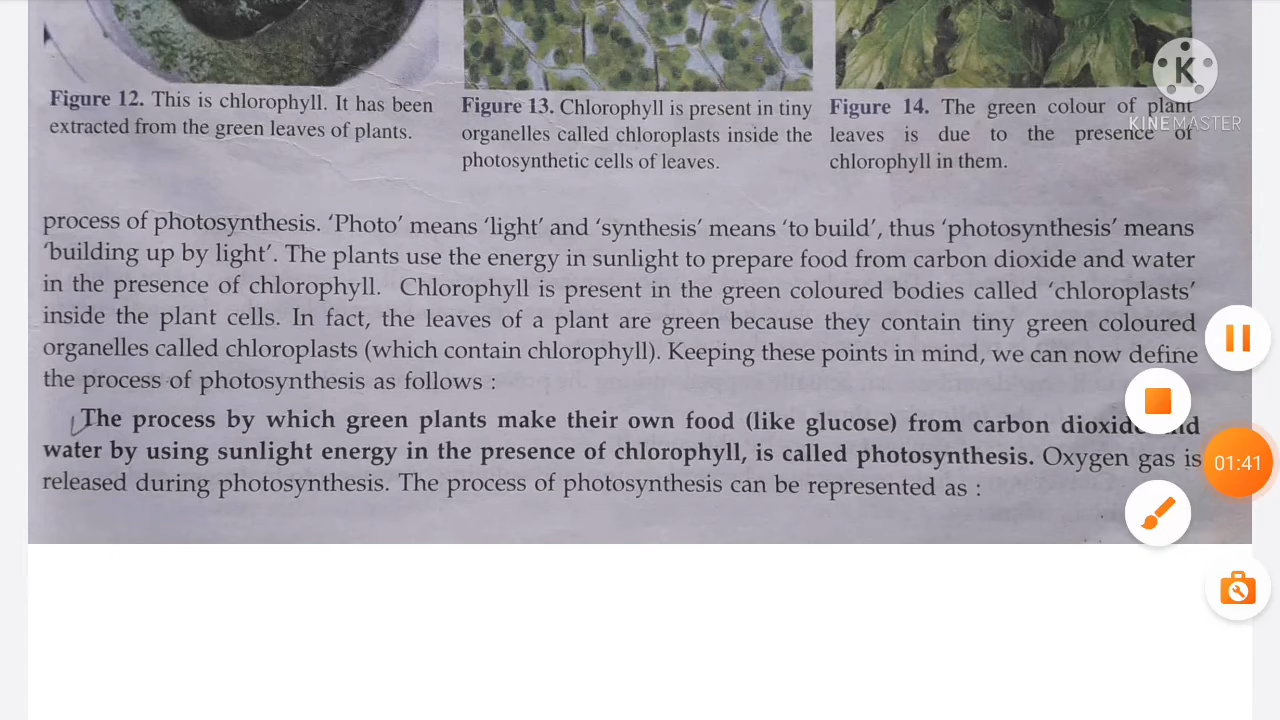 Figure 12. This is chlorophyll. It has been
extracted from the green leaves of plants.
Figure 13. Chlorophyll is present in tiny
organelles called chloroplasts inside the
photosynthetic cells of leaves.
Figure 14. The green colour of plant
leaves is due to the presence of
chlorophyll in them.
K
KINEMASTER
process of photosynthesis. ‘Photo’ means ‘light’ and ‘synthesis’ means ‘to build’, thus ‘photosynthesis’ means
‘building up by light’. The plants use the energy in sunlight to prepare food from carbon dioxide and water
in the presence of chlorophyll. Chlorophyll is present in the green coloured bodies called ‘chloroplasts’
inside the plant cells. In fact, the leaves of a plant are green because they contain tiny green coloured
organelles called chloroplasts (which contain chlorophyll). Keeping these points in mind, we can now define
the process of photosynthesis as follows :
The process by which green plants make their own food (like glucose) from carbon dioxide and
water by using sunlight energy in the presence of chlorophyll, is called photosynthesis. Oxygen gas is
released during photosynthesis. The process of photosynthesis can be represented as :
01:41